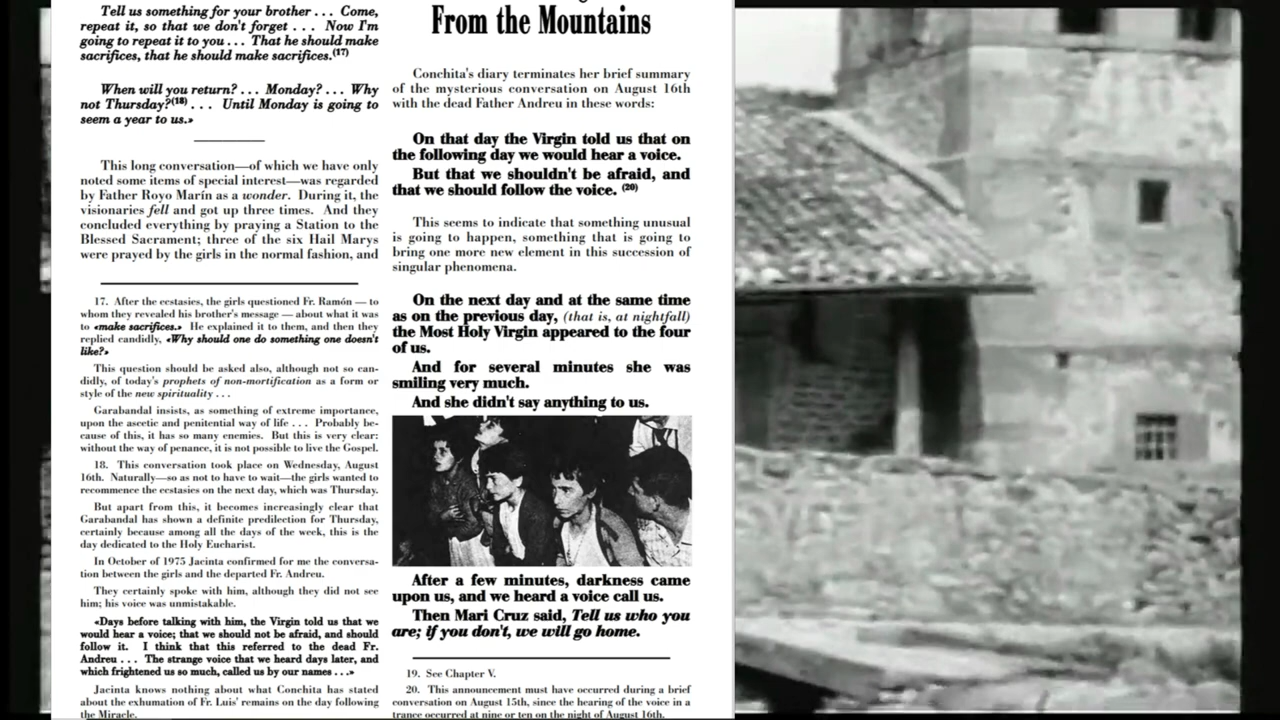 Tell us something for your brother . . . Come,
repeat it, so that we don't forget . . . Now I'm
going to repeat it to you . . . That he should make
sacrifices, that he should make sacrifices.(17)
When will you return? . . . Monday? . . . Why
not Thursday?(18) . . . Until Monday is going to
seem a year to us.»
This long conversation—of which we have only
noted some items of special interest—was regarded
by Father Royo Marín as a wonder. During it, the
visionaries fell and got up three times. And they
concluded everything by praying a Station to the
Blessed Sacrament; three of the six Hail Marys
were prayed by the girls in the normal fashion, and
17. After the ecstasies, the girls questioned Fr. Ramón — to
whom they revealed his brother's message — about what it was
to «make sacrifices.» He explained it to them, and then they
replied candidly, «Why should one do something one doesn't
like?»
This question should be asked also, although not so can-
didly, of today's prophets of non-mortification as a form or
style of the new spirituality . . .
Garabandal insists, as something of extreme importance,
upon the ascetic and penitential way of life . . . Probably be-
cause of this, it has so many enemies. But this is very clear:
without the way of penance, it is not possible to live the Gospel.
18. This conversation took place on Wednesday, August
16th. Naturally—so as not to have to wait—the girls wanted to
recommence the ecstasies on the next day, which was Thursday.
But apart from this, it becomes increasingly clear that
Garabandal has shown a definite predilection for Thursday,
certainly because among all the days of the week, this is the
day dedicated to the Holy Eucharist.
In October of 1975 Jacinta confirmed for me the conversa-
tion between the girls and the departed Fr. Andreu.
They certainly spoke with him, although they did not see
him; his voice was unmistakable.
«Days before talking with him, the Virgin told us that we
would hear a voice; that we should not be afraid, and should
follow it. I think that this referred to the dead Fr.
Andreu . . . The strange voice that we heard days later, and
which frightened us so much, called us by our names . . .»
Jacinta knows nothing about what Conchita has stated
about the exhumation of Fr. Luis' remains on the day following
the Miracle.
From the Mountains
Conchita's diary terminates her brief summary
of the mysterious conversation on August 16th
with the dead Father Andreu in these words:
On that day the Virgin told us that on
the following day we would hear a voice.
But that we shouldn't be afraid, and
that we should follow the voice. (20)
This seems to indicate that something unusual
is going to happen, something that is going to
bring one more new element in this succession of
singular phenomena.
On the next day and at the same time
as on the previous day, (that is, at nightfall)
the Most Holy Virgin appeared to the four
of us.
And for several minutes she was
smiling very much.
And she didn't say anything to us.
After a few minutes, darkness came
upon us, and we heard a voice call us.
Then Mari Cruz said, Tell us who you
are; if you don't, we will go home.
19. See Chapter V.
20. This announcement must have occurred during a brief
conversation on August 15th, since the hearing of the voice in a
trance occurred at nine or ten on the night of August 16th.